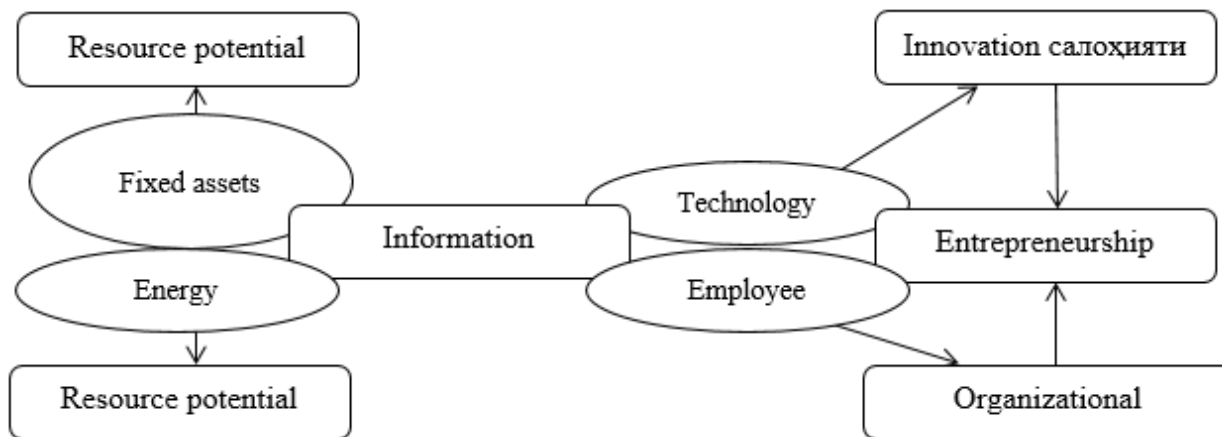 Resource potential
Innovation салоҳияти
Fixed assets
Technology
Information
Entrepreneurship
Energy
Employee
Resource potential
Organizational